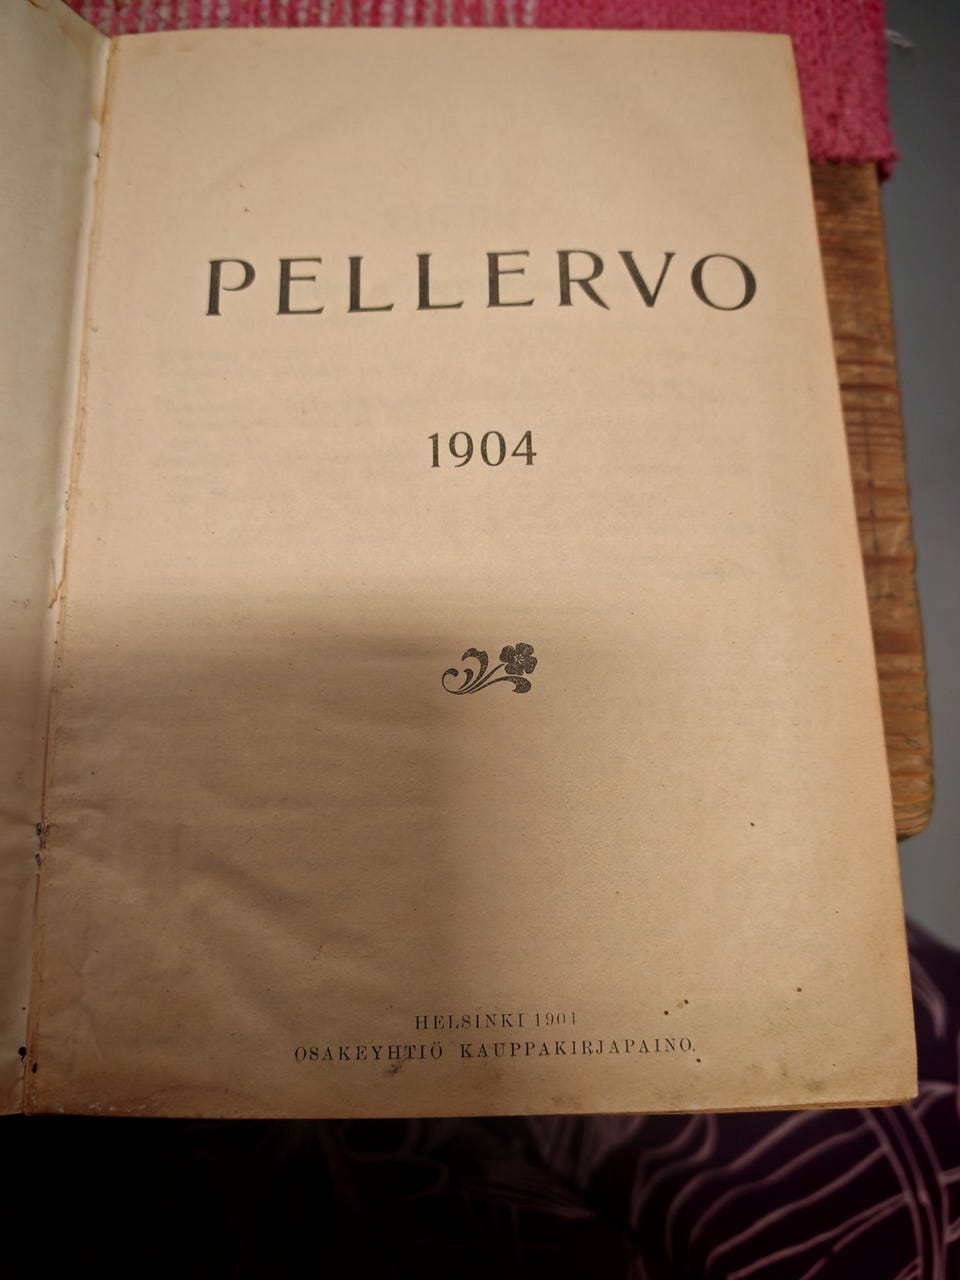 PELLERVO
1904
HELSINKI 1904
OSAKEYHTIÖ KAUPPAKIRJAPAINO.